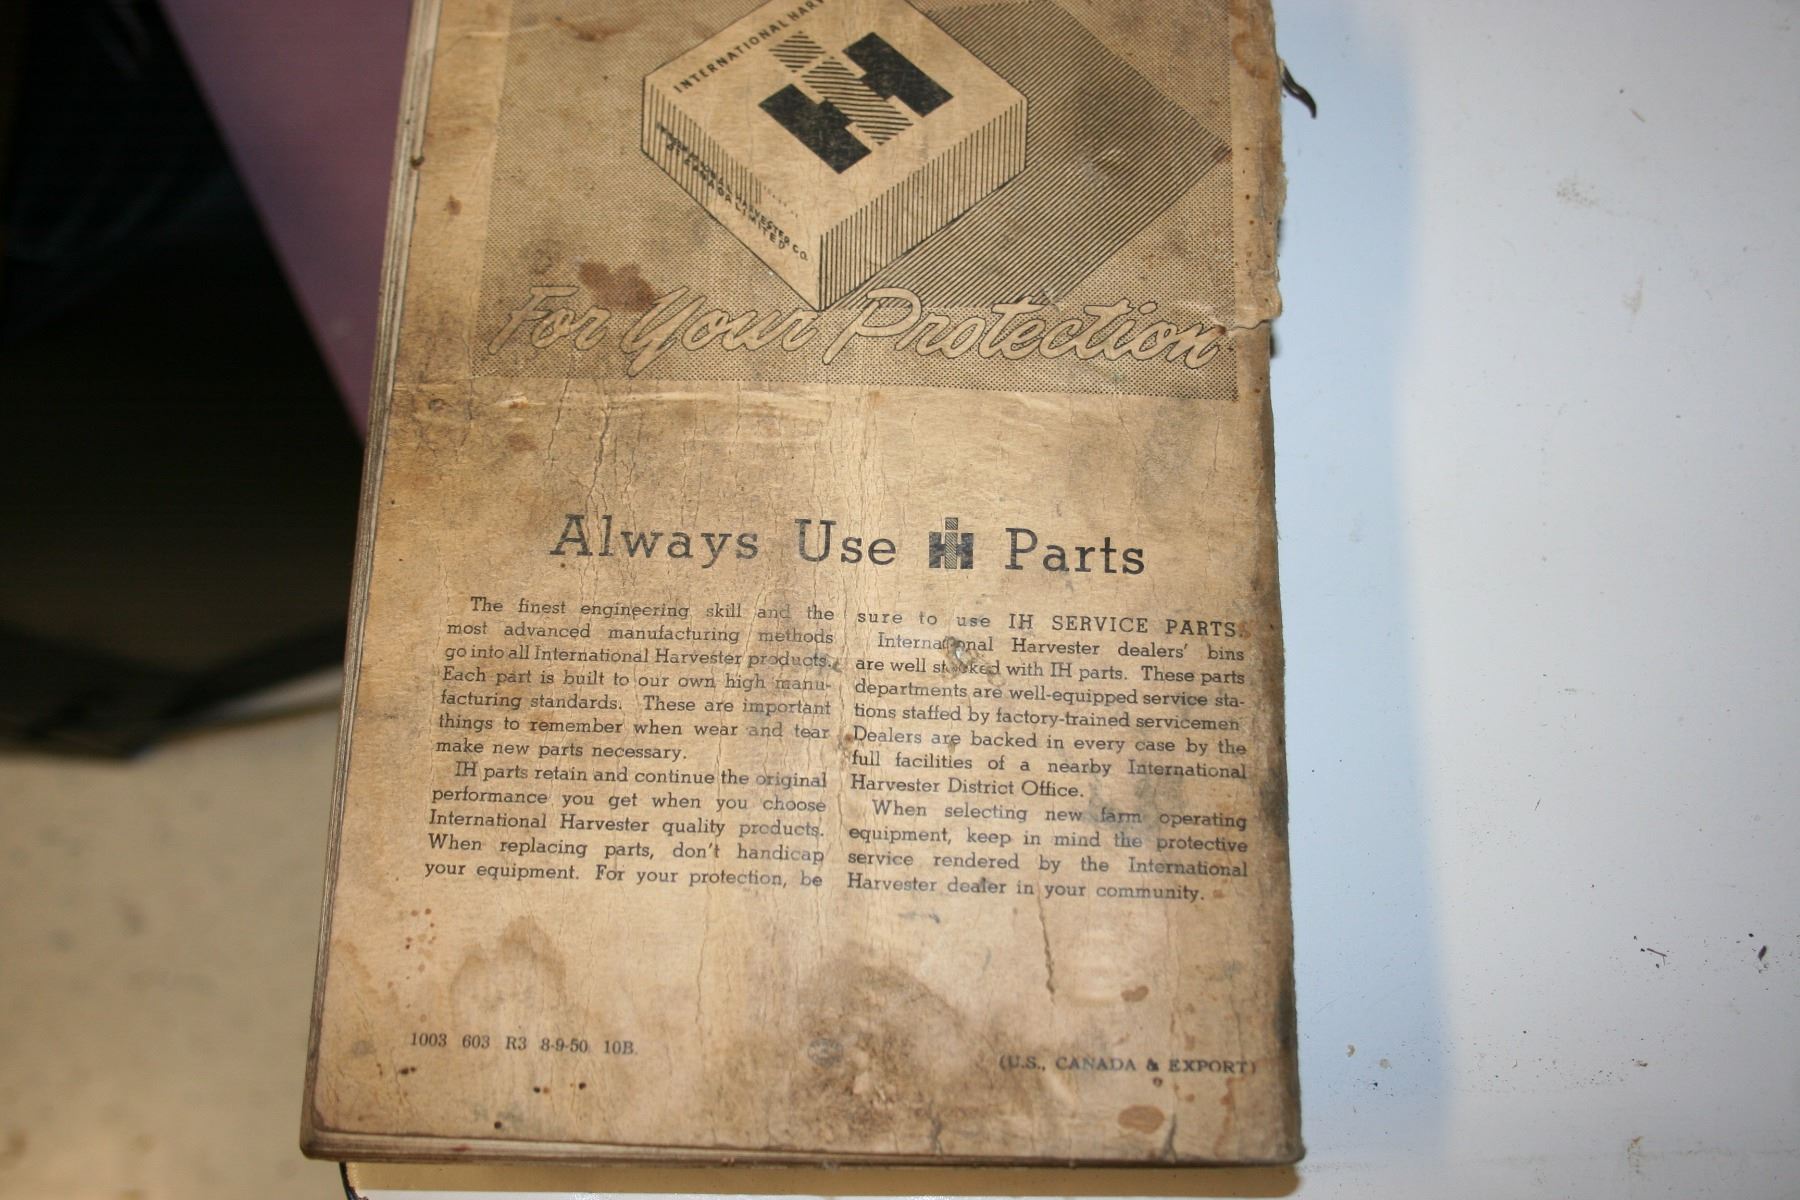 INTERNATIONAL HARV
INTERNATIONAL HARVESTER CO.
OF CANADA LIMITED
For Your Protection
Always Use IH Parts
The finest engineering skill and the
most advanced manufacturing methods
go into all International Harvester products.
Each part is built to our own high manu-
facturing standards. These are important
things to remember when wear and tear
make new parts necessary.
IH parts retain and continue the original
performance you get when you choose
International Harvester quality products.
When replacing parts, don't handicap
your equipment. For your protection, be
sure to use IH SERVICE PARTS.
International Harvester dealers' bins
are well stocked with IH parts. These parts
departments are well-equipped service sta-
tions staffed by factory-trained servicemen
Dealers are backed in every case by the
full facilities of a nearby International
Harvester District Office.
When selecting new farm operating
equipment, keep in mind the protective
service rendered by the International
Harvester dealer in your community.
1003 603 R3 8-9-50 10B.
(U.S., CANADA & EXPORT)